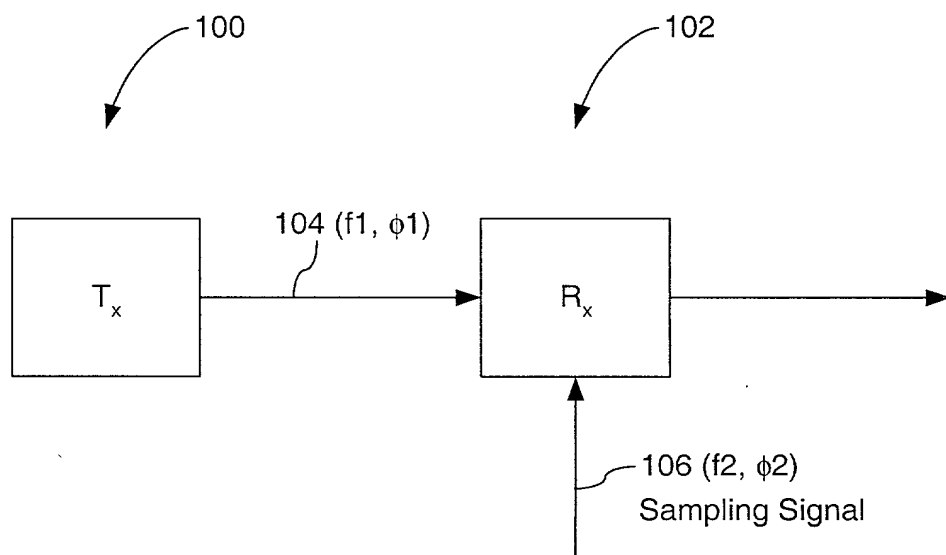 100
102
104 (f1, ϕ1)
Tx
Rx
106 (f2, ϕ2)
Sampling Signal